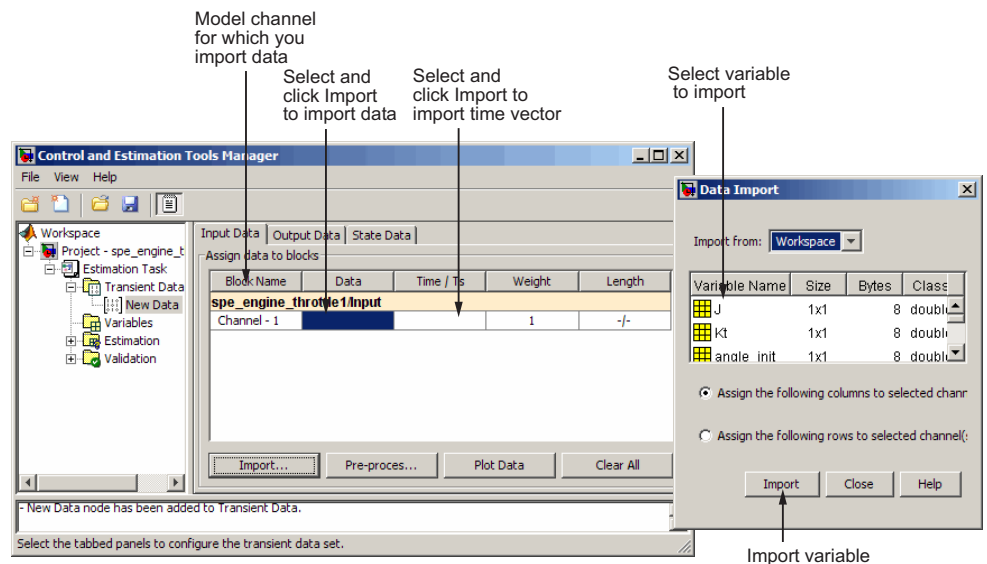 Model channel
for which you
import data
Select and
click Import
to import data
Select and
click Import to
import time vector
Select variable
to import
Control and Estimation Tools Manager
File View Help
Workspace
Project - spe_engine_t
Estimation Task
Transient Data
New Data
Variables
Estimation
Validation
Input Data Output Data State Data
Assign data to blocks
Block Name Data Time / Ts Weight Length
spe_engine_throttle1/Input
Channel - 1 1 -/-
Import... Pre-proces... Plot Data Clear All
- New Data node has been added to Transient Data.
Select the tabbed panels to configure the transient data set.
Data Import
Import from: Workspace
Variable Name Size Bytes Class
J 1x1 8 double
Kt 1x1 8 double
angle_init 1x1 8 double
Assign the following columns to selected chann
Assign the following rows to selected channel(s
Import Close Help
Import variable